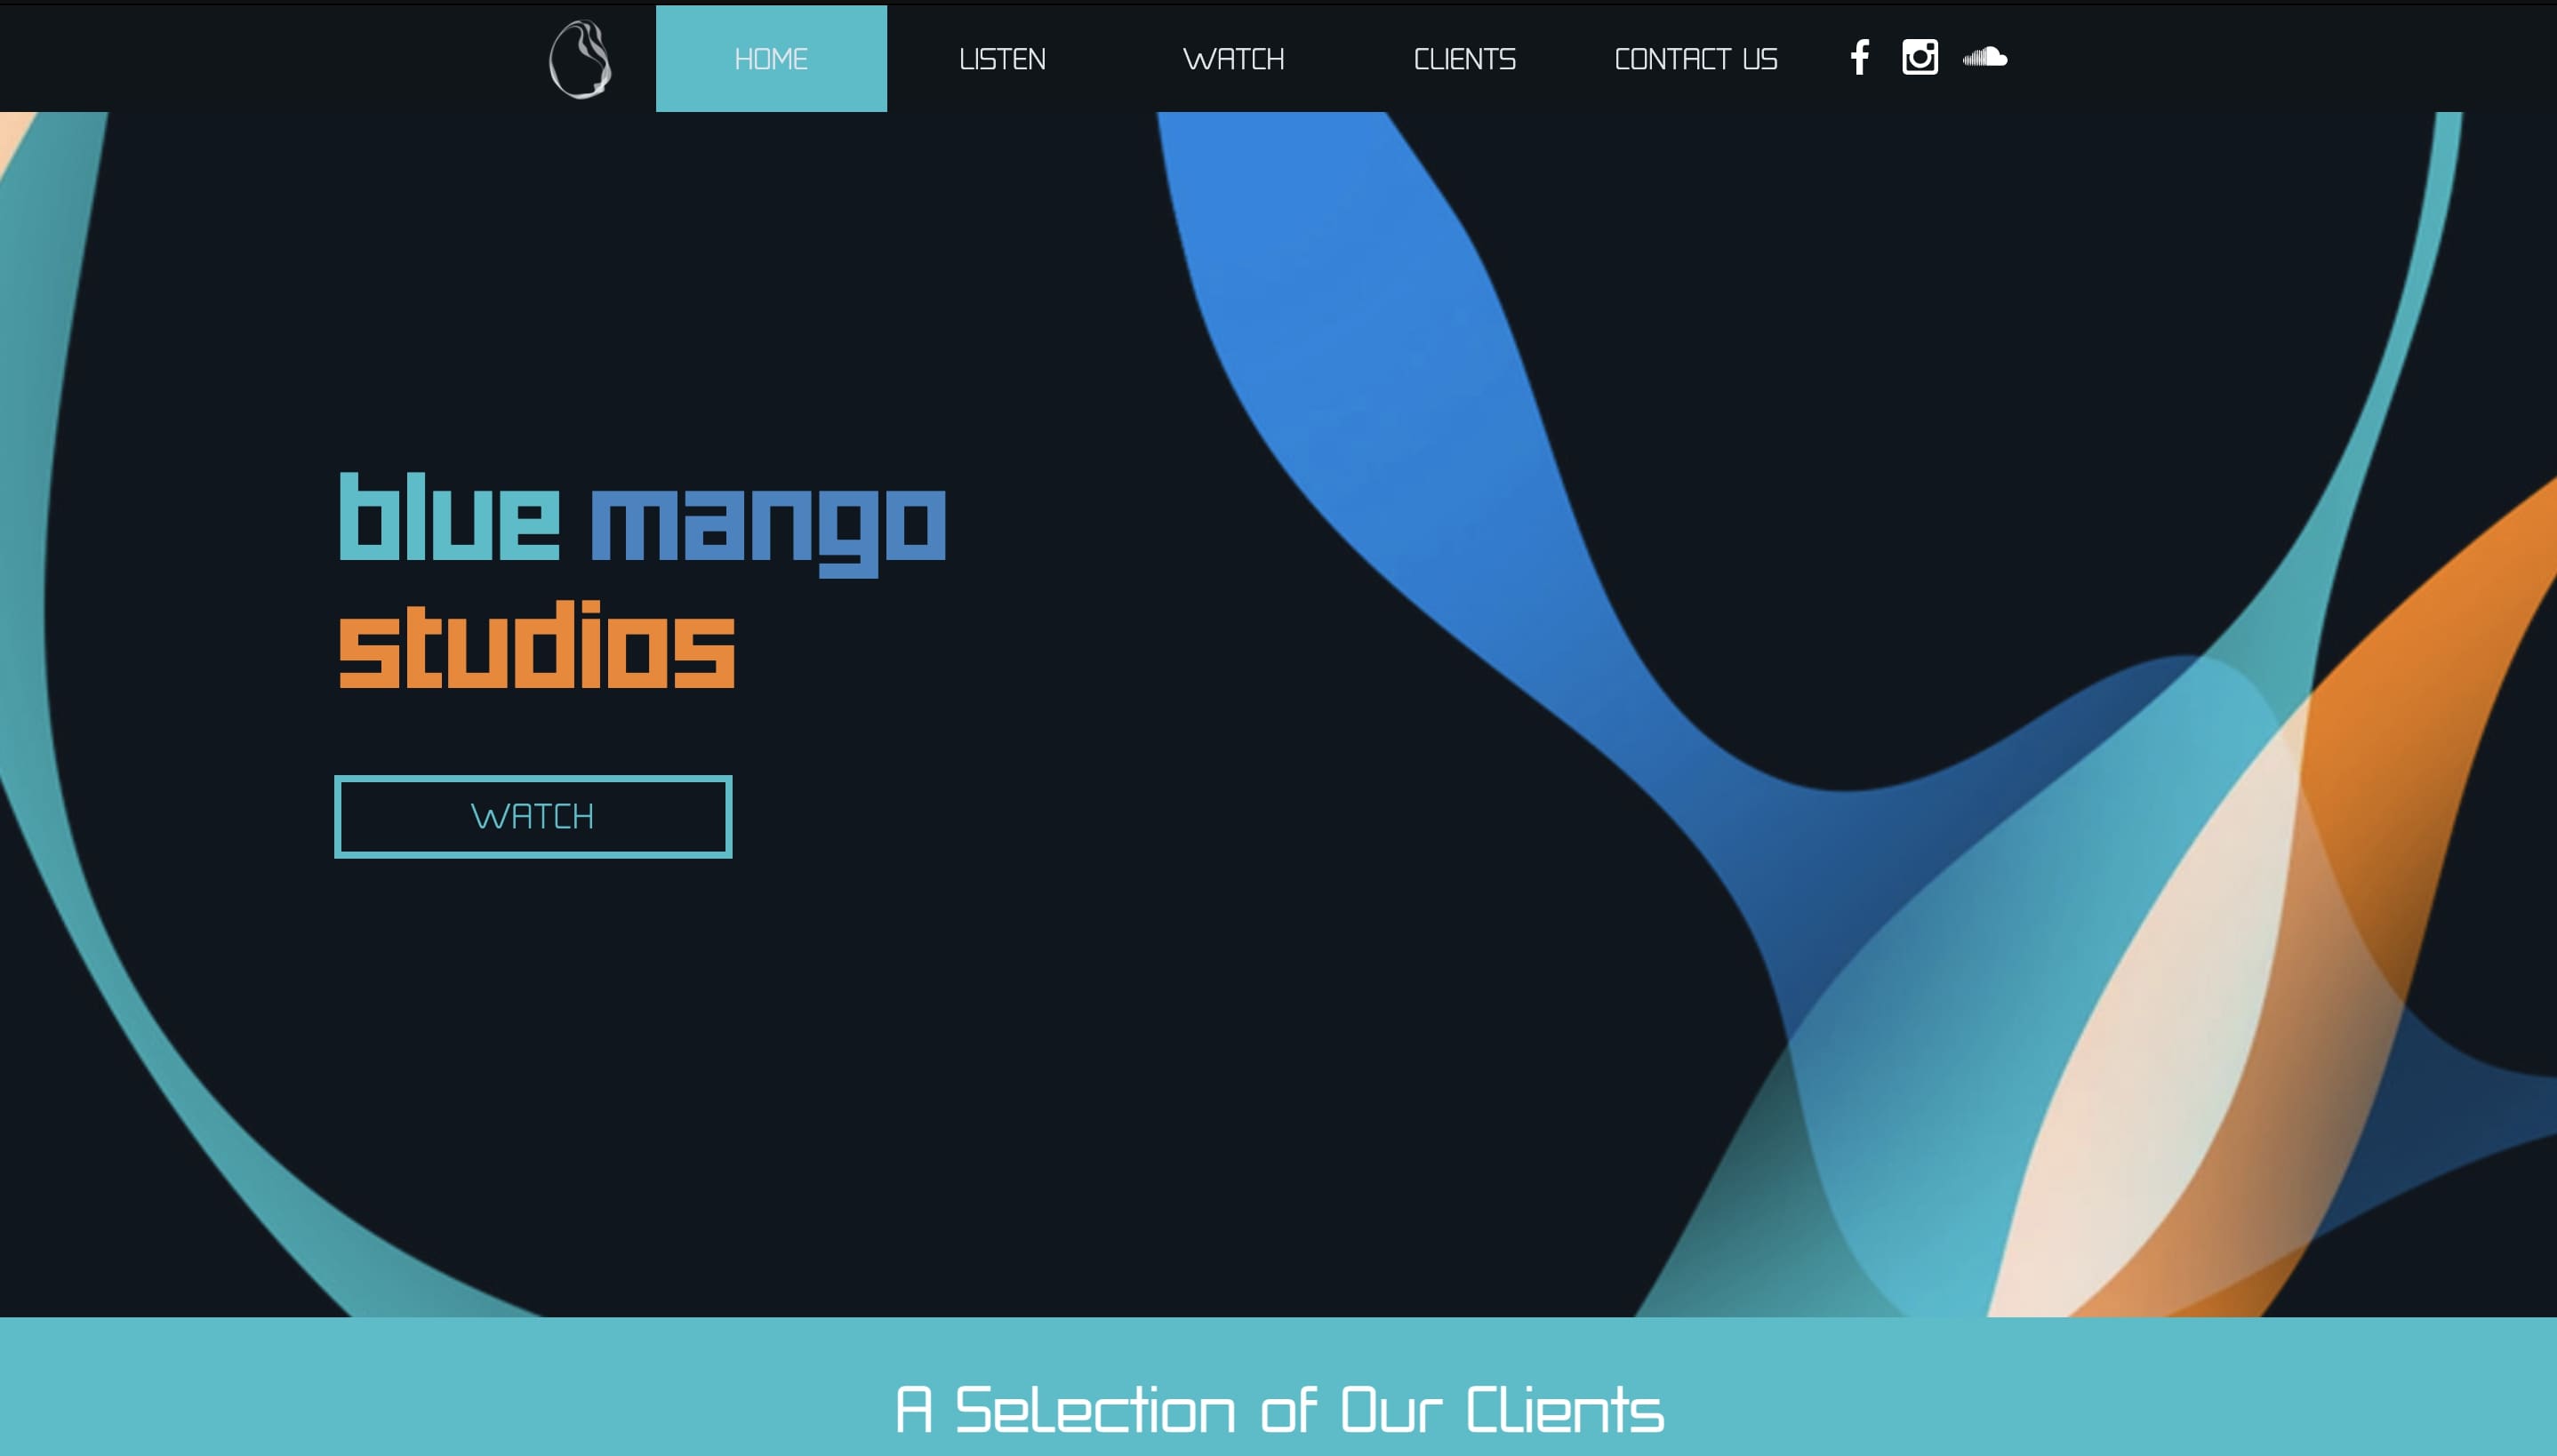 HOME LISTEN WATCH CLIENTS CONTACT US
blue mango
studios
WATCH
A Selection of Our Clients